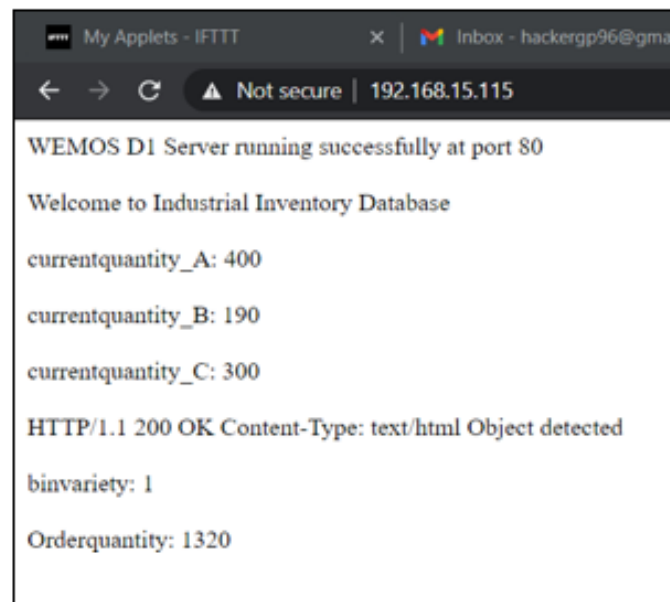 My Applets - IFTTT
Inbox - hackergp96@gma
Not secure | 192.168.15.115
WEMOS D1 Server running successfully at port 80
Welcome to Industrial Inventory Database
currentquantity_A: 400
currentquantity_B: 190
currentquantity_C: 300
HTTP/1.1 200 OK Content-Type: text/html Object detected
binvariety: 1
Orderquantity: 1320